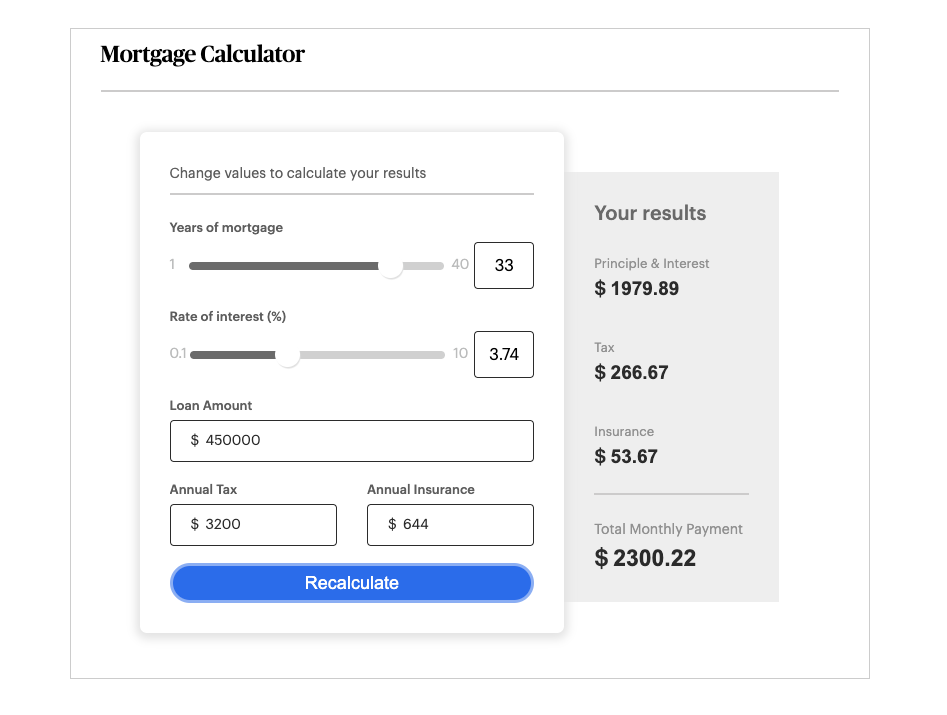 Mortgage Calculator
Change values to calculate your results
Years of mortgage
1 40 33
Rate of interest (%)
0.1 10 3.74
Loan Amount
$ 450000
Annual Tax Annual Insurance
$ 3200 $ 644
Recalculate
Your results
Principle & Interest
$ 1979.89
Tax
$ 266.67
Insurance
$ 53.67
Total Monthly Payment
$ 2300.22